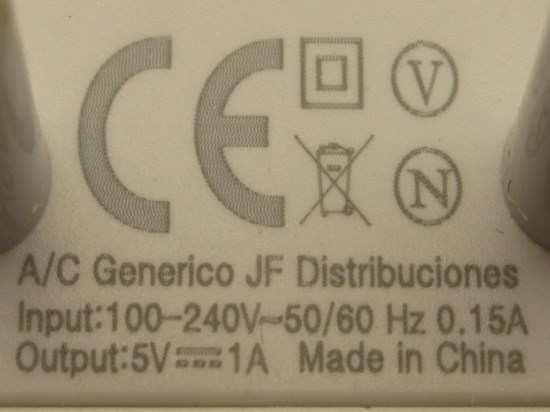 CE
V
N
A/C Generico JF Distribuciones
Input:100-240V~50/60 Hz 0.15A
Output:5V⎓1A Made in China